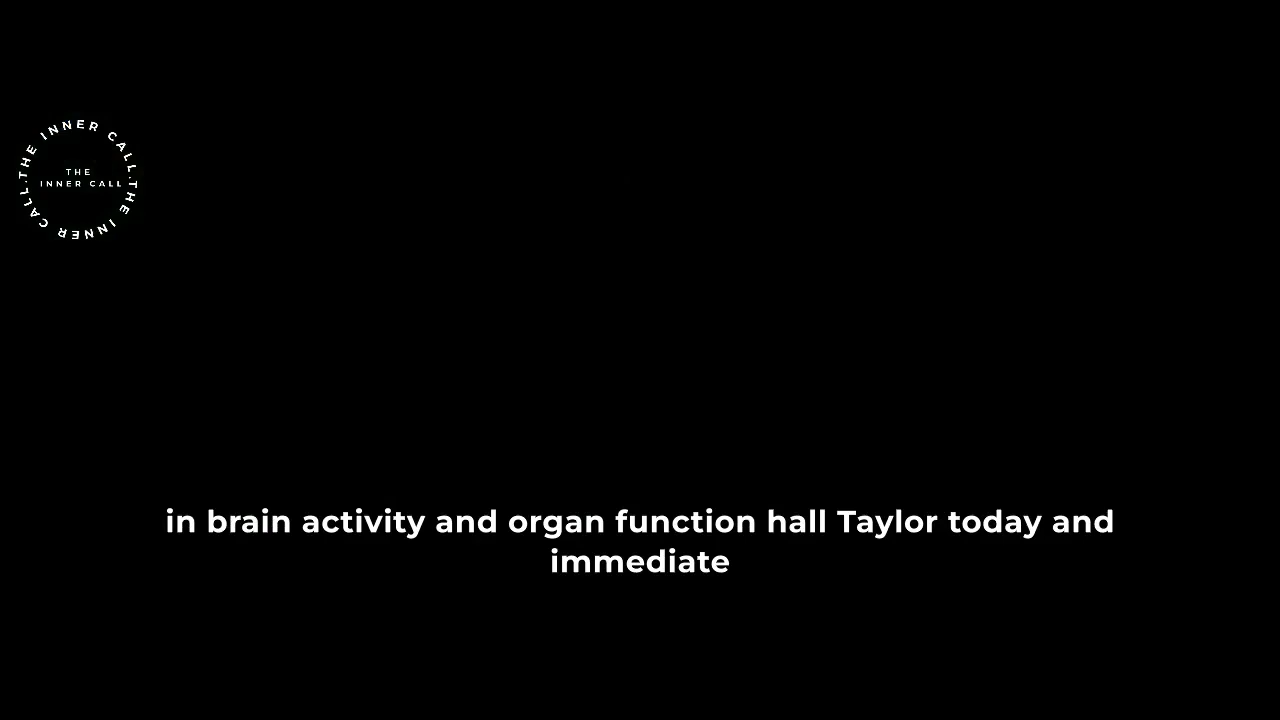 THE INNER CALL.THE INNER CALL.
THE
INNER CALL
in brain activity and organ function hall Taylor today and
immediate